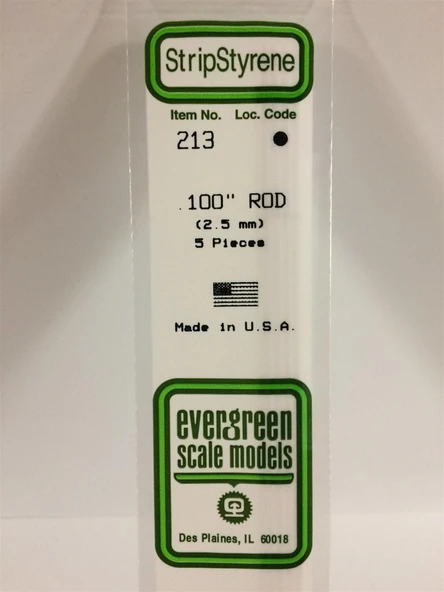 StripStyrene
Item No. Loc. Code
213
.100" ROD
(2.5 mm)
5 Pieces
Made in U.S.A.
evergreen
scale models
Des Plaines, IL 60018